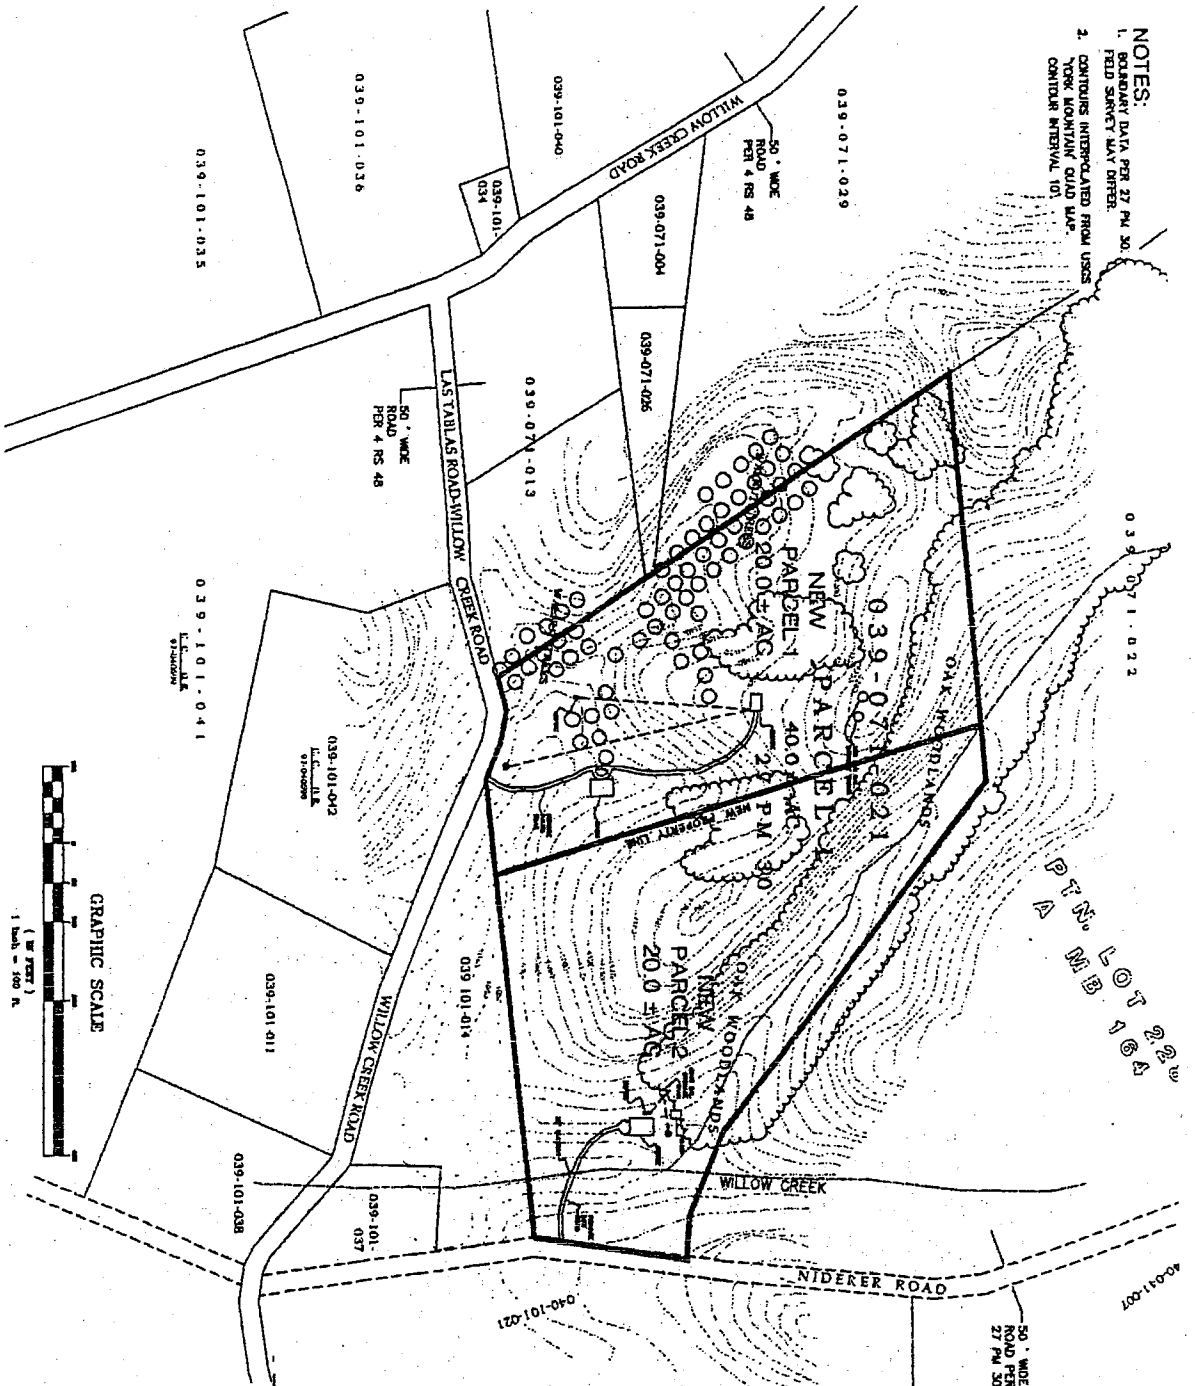 NOTES:
1. BOUNDARY DATA PER 27 PM 30.
FIELD SURVEY MAY DIFFER.
2. CONTOURS INTERPOLATED FROM USGS
"YORK MOUNTAIN" QUAD MAP.
CONTOUR INTERVAL 10'.
039-071-029
50' WIDE
ROAD
PER 4 RS 48
WILLOW CREEK ROAD
039-101-040
039-101-036
039-101-035
039-101-
034
039-071-004
039-071-026
039-071-013
50' WIDE
ROAD
PER 4 RS 48
LAS TABLAS ROAD-WILLOW CREEK ROAD
039-071-022
OAK WOODLANDS
039-071-021
PARCEL 1
40.0 ± AC.
27 PM 30
NEW
PARCEL 1
20.0 ± AC
NEW PROPERTY LINE
PTN. LOT 22
A MB 164
OAK WOODLANDS
NEW
PARCEL 2
20.0 ± AC
039-101-014
039-101-041
039-101-042
039-101-011
WILLOW CREEK ROAD
039-101-038
039-101-
037
WILLOW CREEK
NIDERER ROAD
040-101-021
40-041-007
50' WIDE
ROAD PER
27 PM 30
GRAPHIC SCALE
( IN FEET )